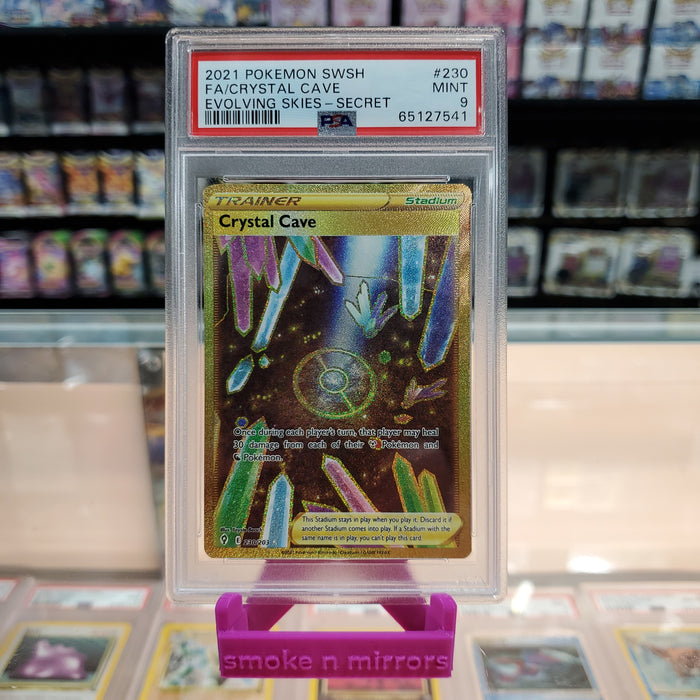 2021 POKEMON SWSH #230
FA/CRYSTAL CAVE MINT
EVOLVING SKIES–SECRET 9
PSA 65127541
TRAINER Stadium
Crystal Cave
Once during each player's turn, that player may heal
30 damage from each of their Pokémon and
Pokémon.
This Stadium stays in play when you play it. Discard it if
another Stadium comes into play. If a Stadium with the
same name is in play, you can't play this card.
230/203
smoke n mirrors